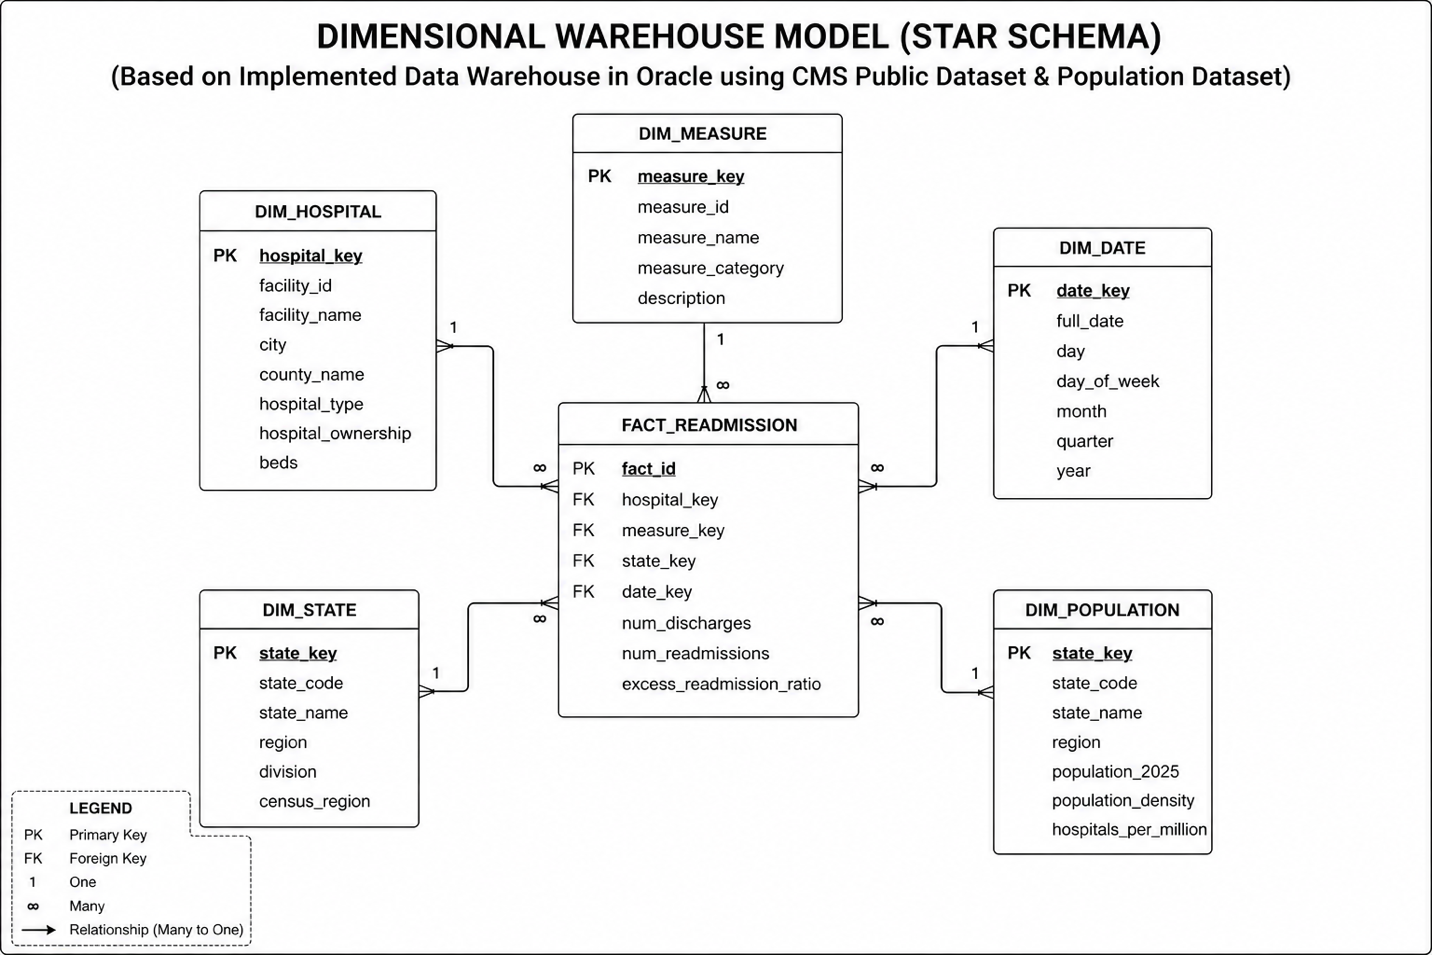 DIMENSIONAL WAREHOUSE MODEL (STAR SCHEMA)
(Based on Implemented Data Warehouse in Oracle using CMS Public Dataset & Population Dataset)
DIM_MEASURE
PK measure_key
measure_id
measure_name
measure_category
description
DIM_HOSPITAL
PK hospital_key
facility_id
facility_name
city
county_name
hospital_type
hospital_ownership
beds
DIM_DATE
PK date_key
full_date
day
day_of_week
month
quarter
year
1
1
1
∞
∞
∞
FACT_READMISSION
PK fact_id
FK hospital_key
FK measure_key
FK state_key
FK date_key
num_discharges
num_readmissions
excess_readmission_ratio
∞
∞
1
1
DIM_STATE
PK state_key
state_code
state_name
region
division
census_region
DIM_POPULATION
PK state_key
state_code
state_name
region
population_2025
population_density
hospitals_per_million
LEGEND
PK Primary Key
FK Foreign Key
1 One
∞ Many
Relationship (Many to One)